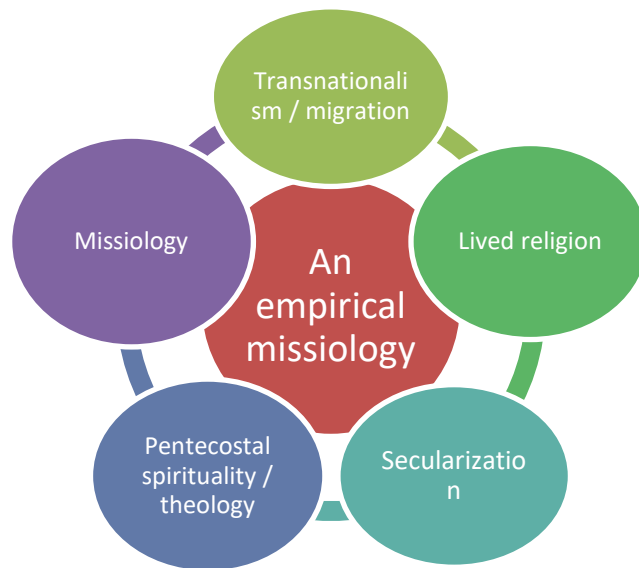 Transnationali
sm / migration
Missiology
Lived religion
An
empirical
missiology
Pentecostal
spirituality /
theology
Secularizatio
n